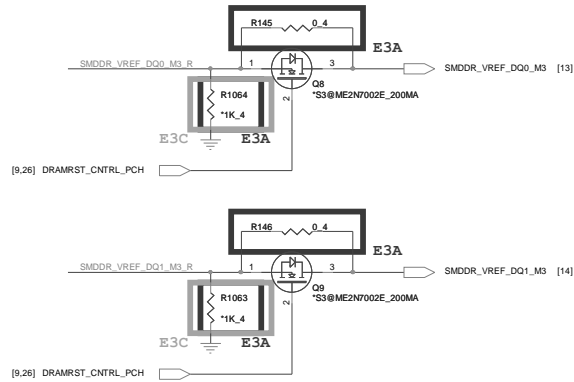 R145 0_4
E3A
SMDDR_VREF_DQ0_M3_R 1 3 SMDDR_VREF_DQ0_M3 [13]
Q8
R1064 2 *S3@ME2N7002E_200MA
*1K_4
E3C E3A
[9,26] DRAMRST_CNTRL_PCH
R146 0_4
E3A
SMDDR_VREF_DQ1_M3_R 1 3 SMDDR_VREF_DQ1_M3 [14]
Q9
R1063 2 *S3@ME2N7002E_200MA
*1K_4
E3C E3A
[9,26] DRAMRST_CNTRL_PCH